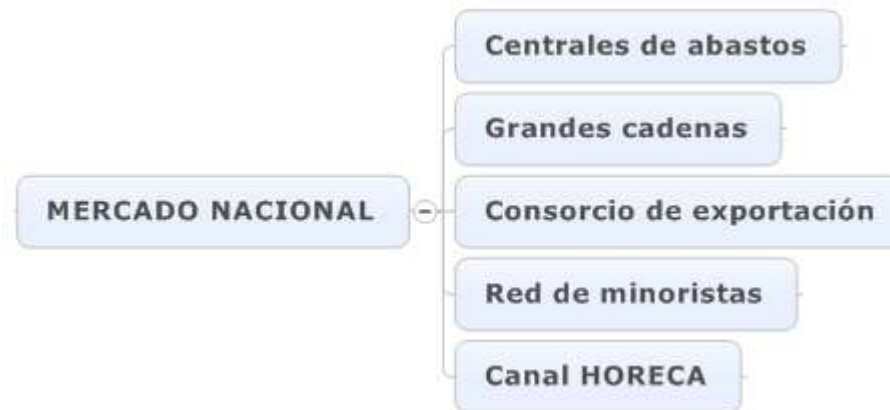 MERCADO NACIONAL
Centrales de abastos
Grandes cadenas
Consorcio de exportación
Red de minoristas
Canal HORECA